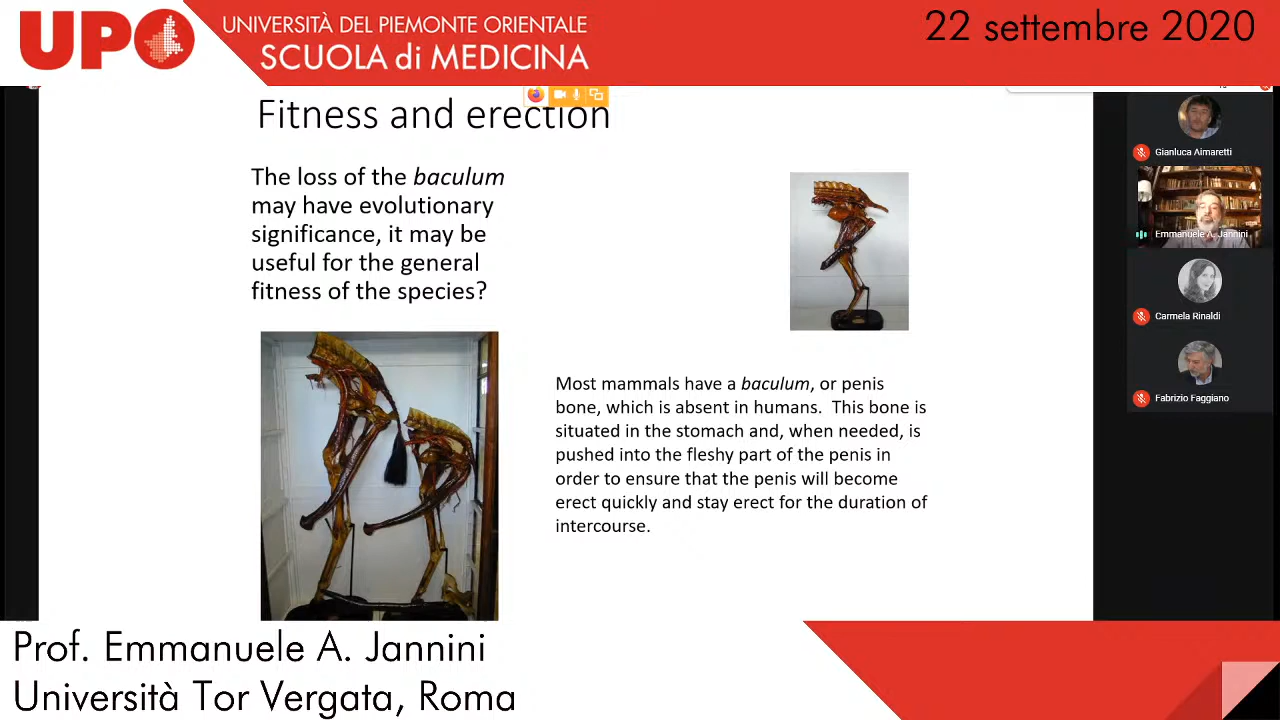 UPO
UNIVERSITÀ DEL PIEMONTE ORIENTALE
SCUOLA di MEDICINA
22 settembre 2020
Fitness and erection
The loss of the baculum
may have evolutionary
significance, it may be
useful for the general
fitness of the species?
Most mammals have a baculum, or penis
bone, which is absent in humans.  This bone is
situated in the stomach and, when needed, is
pushed into the fleshy part of the penis in
order to ensure that the penis will become
erect quickly and stay erect for the duration of
intercourse.
Gianluca Aimaretti
Emmanuele A. Jannini
Carmela Rinaldi
Fabrizio Faggiano
Prof. Emmanuele A. Jannini
Università Tor Vergata, Roma